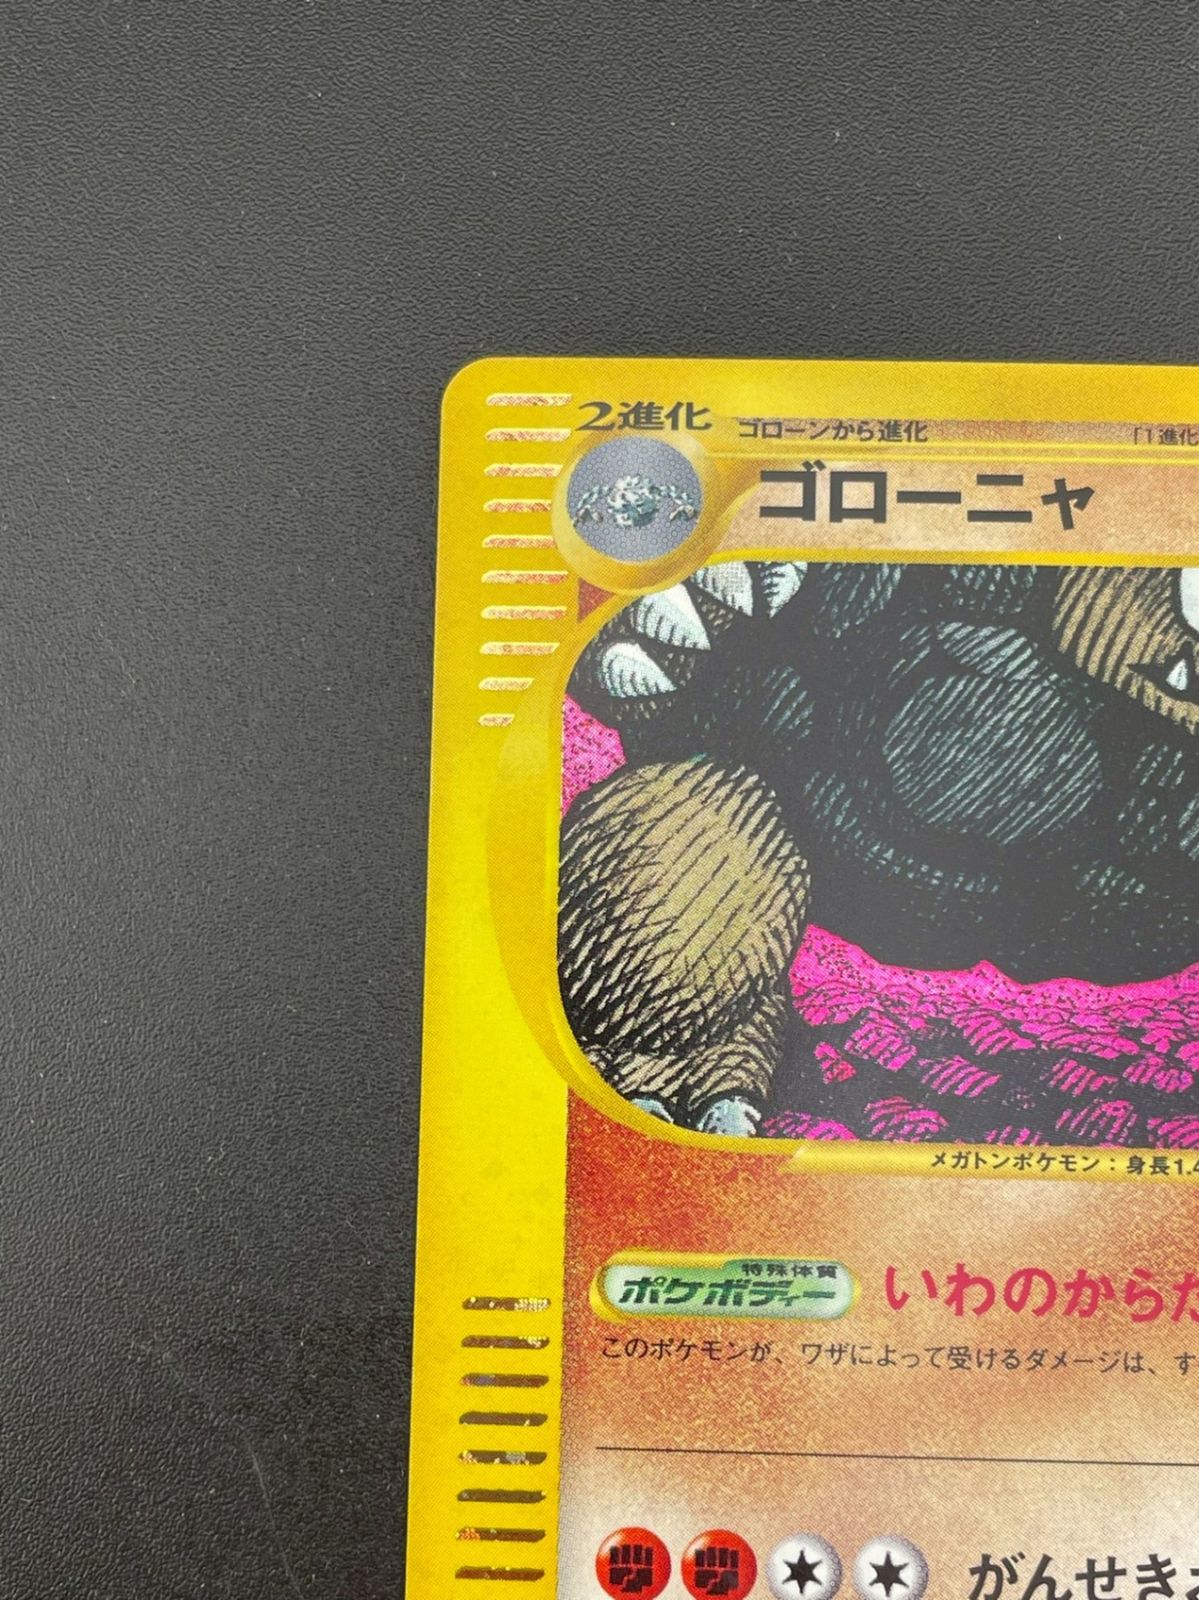 2進化 ゴローンから進化 「1進化
ゴローニャ
メガトンポケモン：身長1.4
特殊体質
ポケボディー いわのからだ
このポケモンが、ワザによって受けるダメージは、す
がんせき